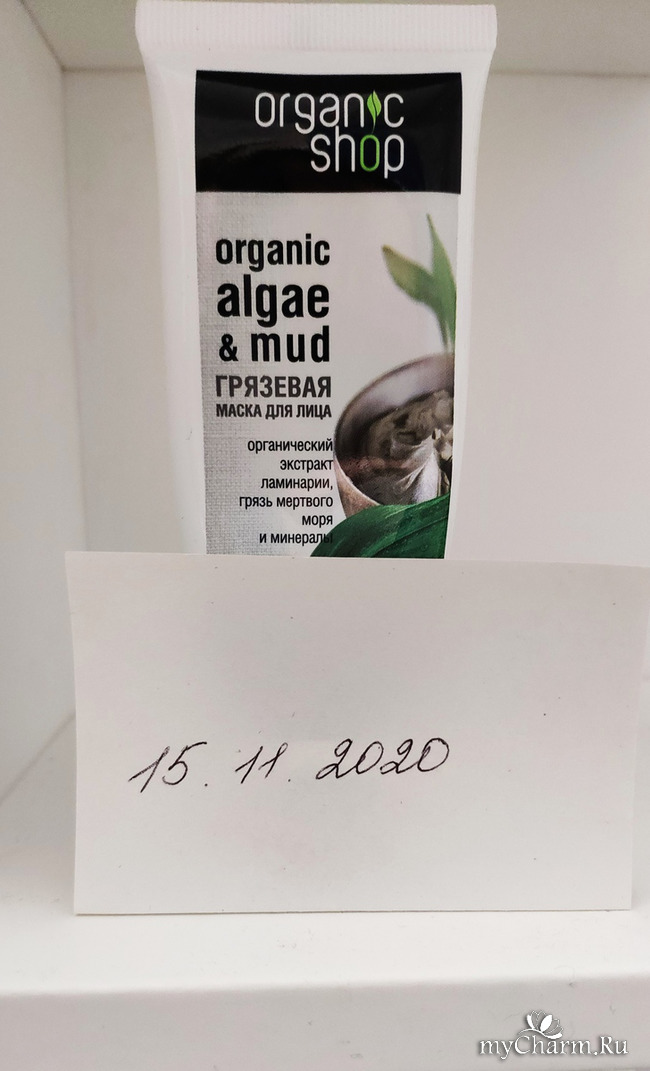 organic
shop
organic
algae
& mud
ГРЯЗЕВАЯ
МАСКА ДЛЯ ЛИЦА
органический
экстракт
ламинарии,
грязь мертвого
моря
и минералы
15.11.2020
myCharm.Ru